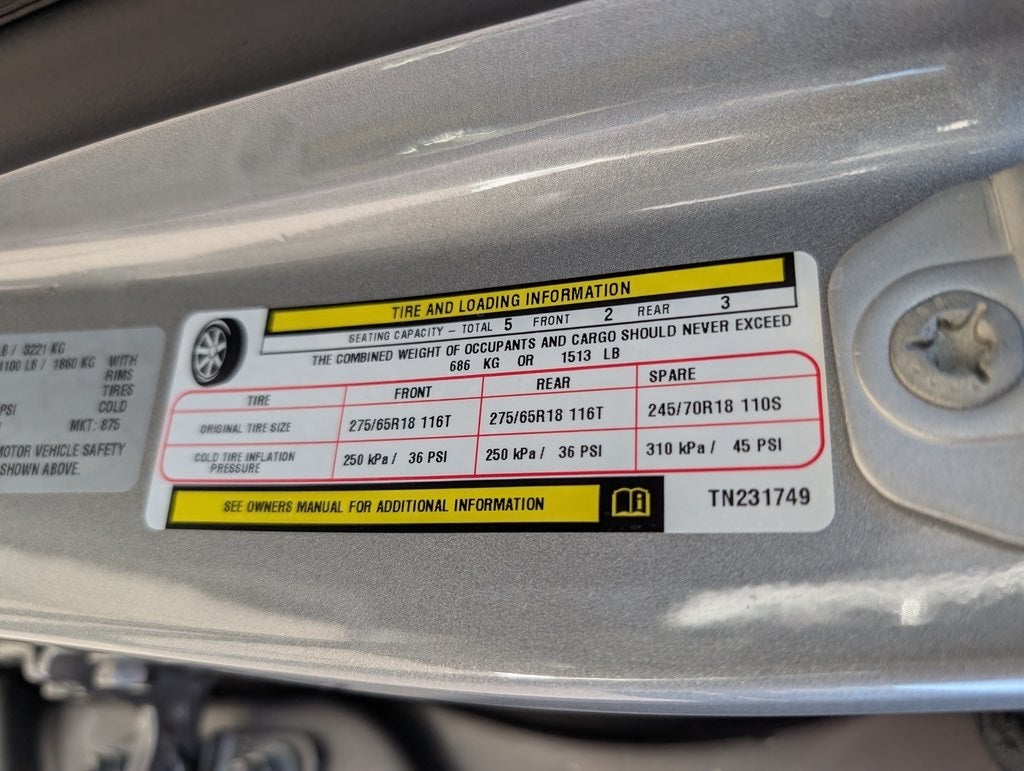 LB / 3221 KG
4100 LB / 1860 KG WITH
RIMS
TIRES
PSI COLD
MKT: 875
MOTOR VEHICLE SAFETY
SHOWN ABOVE.
TIRE AND LOADING INFORMATION
SEATING CAPACITY – TOTAL 5 FRONT 2 REAR 3
THE COMBINED WEIGHT OF OCCUPANTS AND CARGO SHOULD NEVER EXCEED
686 KG OR 1513 LB
TIRE FRONT REAR SPARE
ORIGINAL TIRE SIZE 275/65R18 116T 275/65R18 116T 245/70R18 110S
COLD TIRE INFLATION PRESSURE 250 kPa / 36 PSI 250 kPa / 36 PSI 310 kPa / 45 PSI
SEE OWNERS MANUAL FOR ADDITIONAL INFORMATION
TN231749